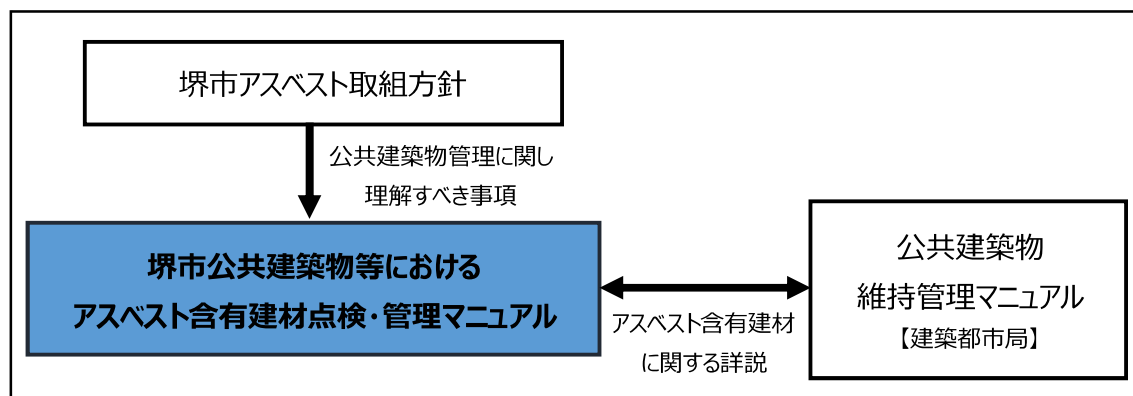 堺市アスベスト取組方針
公共建築物管理に関し
理解すべき事項
堺市公共建築物等における
アスベスト含有建材点検・管理マニュアル
アスベスト含有建材
に関する詳説
公共建築物
維持管理マニュアル
【建築都市局】